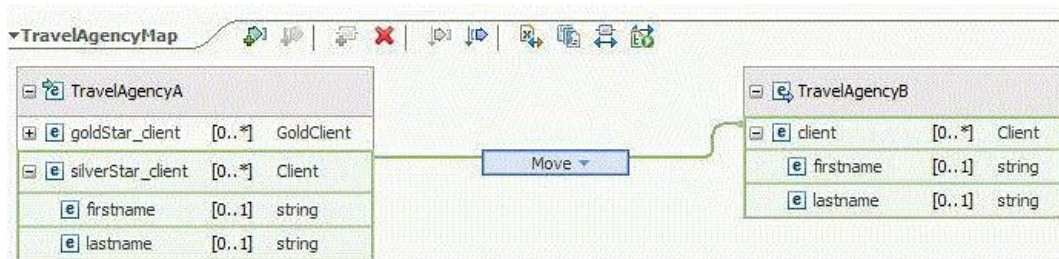 TravelAgencyMap
TravelAgencyA
goldStar_client [0..*] GoldClient
silverStar_client [0..*] Client
firstname [0..1] string
lastname [0..1] string
Move
TravelAgencyB
client [0..*] Client
firstname [0..1] string
lastname [0..1] string